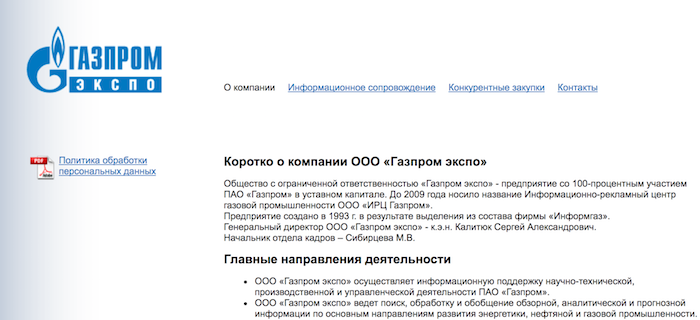 ГАЗПРОМ
ЭКСПО
О компании Информационное сопровождение Конкурентные закупки Контакты
PDF
Политика обработки
персональных данных
Коротко о компании ООО «Газпром экспо»
Общество с ограниченной ответственностью «Газпром экспо» - предприятие со 100-процентным участием
ПАО «Газпром» в уставном капитале. До 2009 года носило название Информационно-рекламный центр
газовой промышленности ООО «ИРЦ Газпром».
Предприятие создано в 1993 г. в результате выделения из состава фирмы «Информгаз».
Генеральный директор ООО «Газпром экспо» - к.э.н. Калитюк Сергей Александрович.
Начальник отдела кадров – Сибирцева М.В.
Главные направления деятельности
• ООО «Газпром экспо» осуществляет информационную поддержку научно-технической,
производственной и управленческой деятельности ПАО «Газпром».
• ООО «Газпром экспо» ведет поиск, обработку и обобщение обзорной, аналитической и прогнозной
информации по основным направлениям развития энергетики, нефтяной и газовой промышленности.